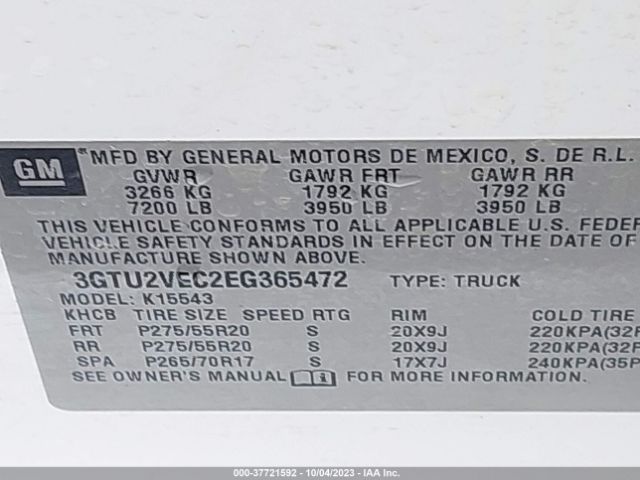 GM ® MFD BY GENERAL MOTORS DE MEXICO, S. DE R.L.
GVWR GAWR FRT GAWR RR
3266 KG 1792 KG 1792 KG
7200 LB 3950 LB 3950 LB
THIS VEHICLE CONFORMS TO ALL APPLICABLE U.S. FEDER
VEHICLE SAFETY STANDARDS IN EFFECT ON THE DATE OF
MANUFACTURE SHOWN ABOVE.
3GTU2VEC2EG365472 TYPE: TRUCK
MODEL: K15543
KHCB TIRE SIZE SPEED RTG RIM COLD TIRE
FRT P275/55R20 S 20X9J 220KPA(32P
RR P275/55R20 S 20X9J 220KPA(32P
SPA P265/70R17 S 17X7J 240KPA(35P
SEE OWNER'S MANUAL FOR MORE INFORMATION.
000-37721592 - 10/04/2023 - IAA Inc.